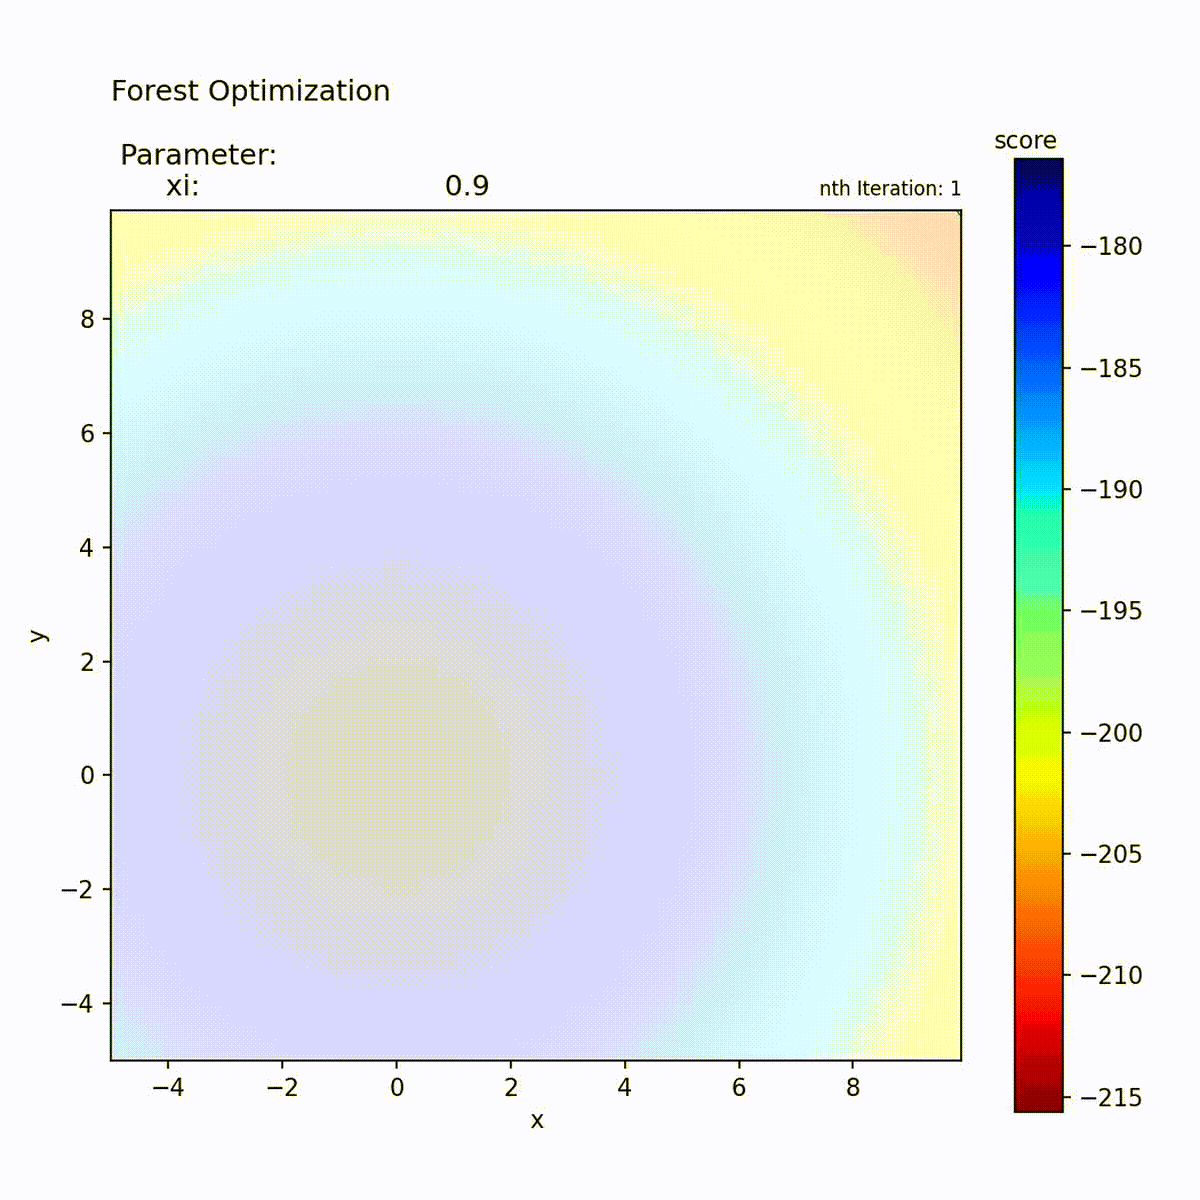 Forest Optimization
Parameter:
xi: 0.9
nth Iteration: 1
score
−180
−185
−190
−195
−200
−205
−210
−215
8
6
4
2
0
−2
−4
y
−4 −2 0 2 4 6 8
x